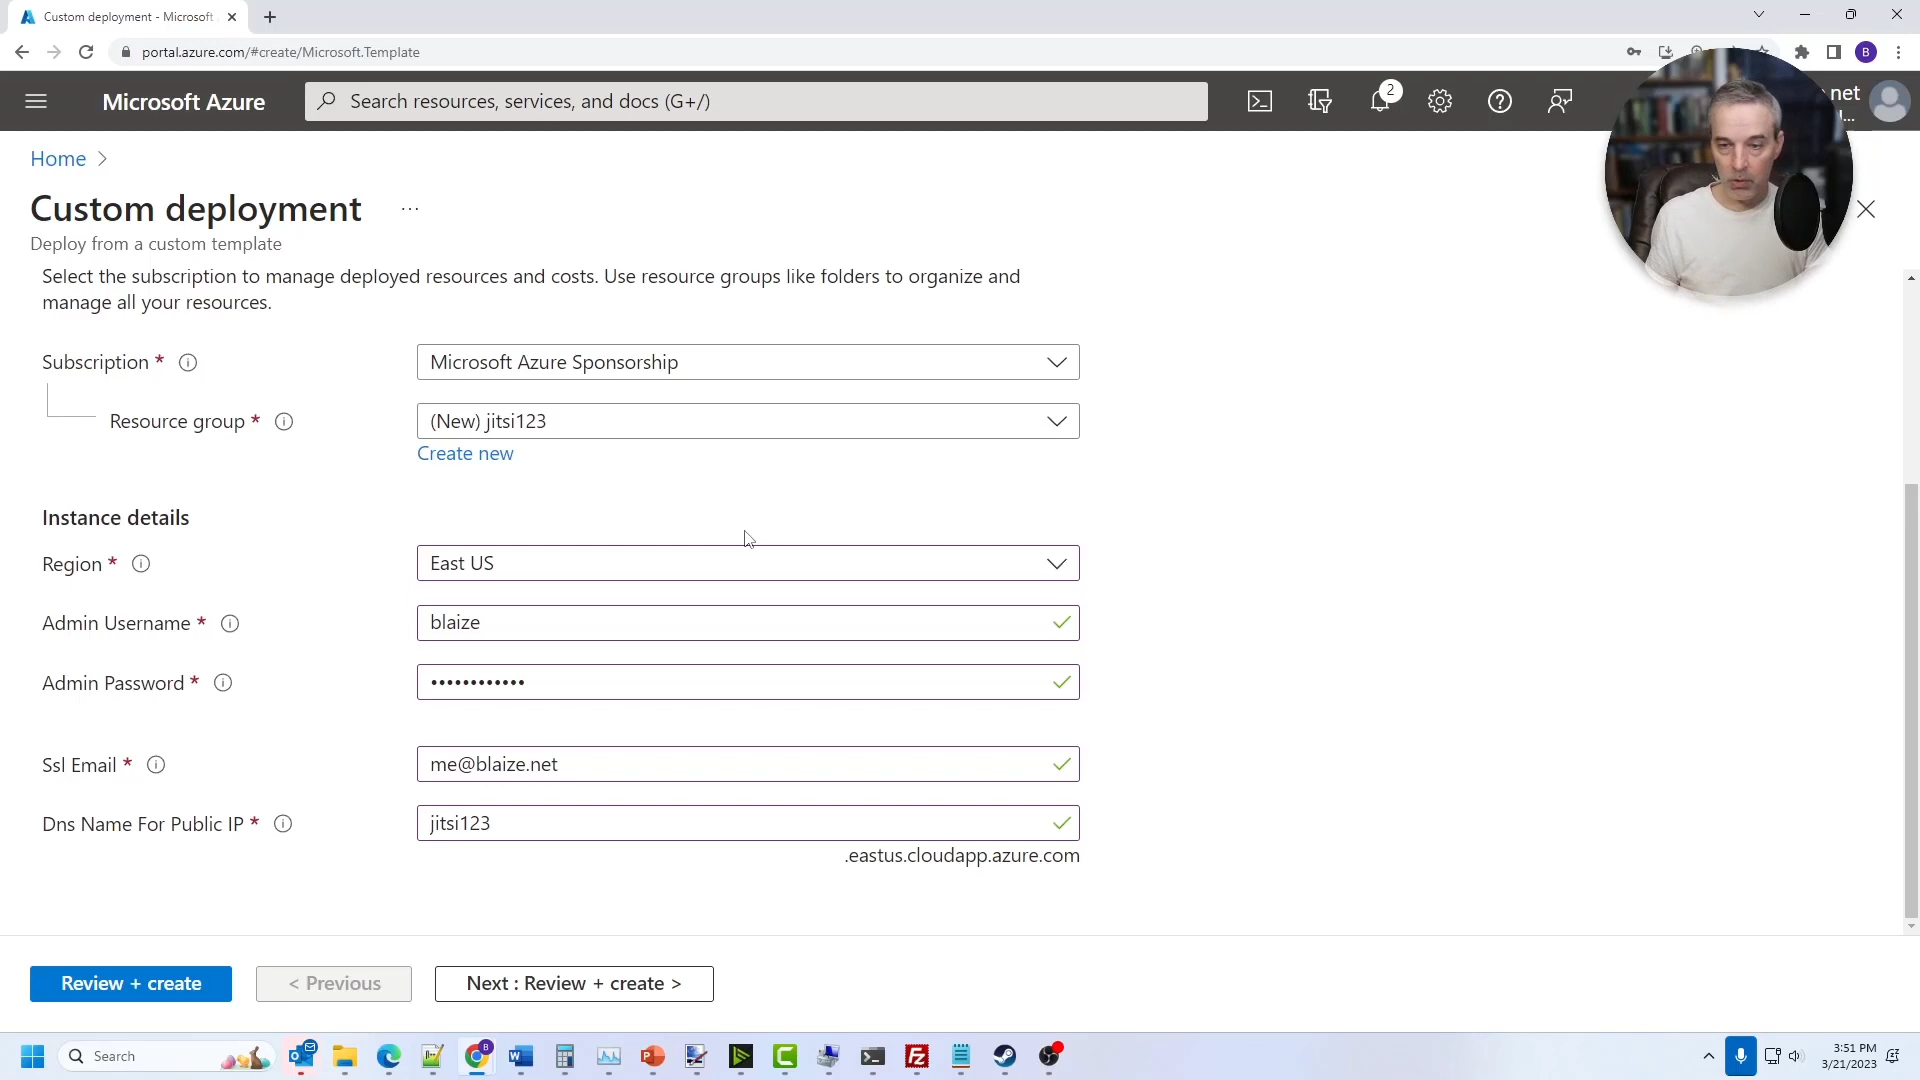 Custom deployment - Microsoft
portal.azure.com/#create/Microsoft.Template
B
Microsoft Azure
Search resources, services, and docs (G+/)
2
net
...
Home
Custom deployment
...
Deploy from a custom template
Select the subscription to manage deployed resources and costs. Use resource groups like folders to organize and
manage all your resources.
Subscription *
Microsoft Azure Sponsorship
Resource group *
(New) jitsi123
Create new
Instance details
Region *
East US
Admin Username *
blaize
Admin Password *
••••••••••••
Ssl Email *
me@blaize.net
Dns Name For Public IP *
jitsi123
.eastus.cloudapp.azure.com
Review + create
< Previous
Next : Review + create >
Search
3:51 PM
3/21/2023